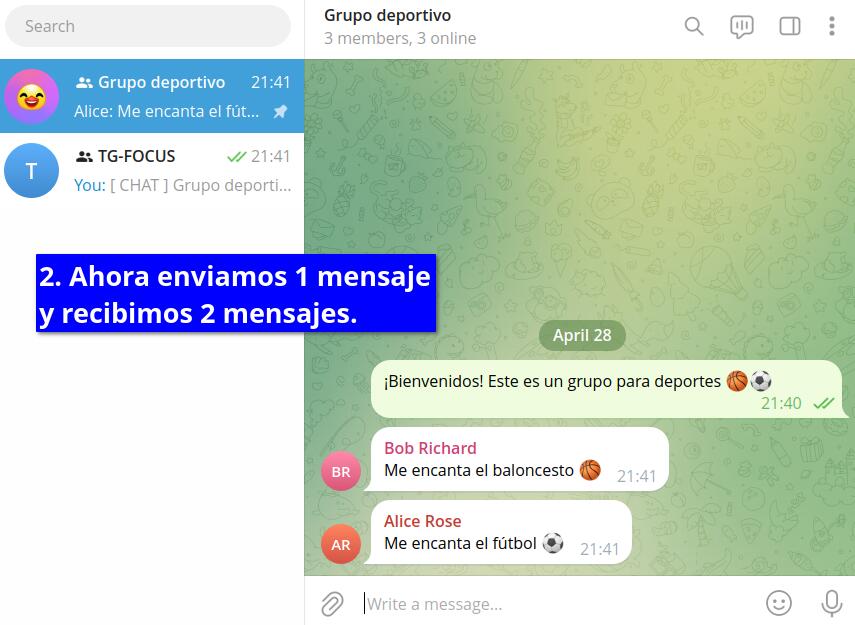 Search
Grupo deportivo 21:41
Alice: Me encanta el fút...
T
TG-FOCUS 21:41
You: [ CHAT ] Grupo deporti...
Grupo deportivo
3 members, 3 online
2. Ahora enviamos 1 mensaje
y recibimos 2 mensajes.
April 28
¡Bienvenidos! Este es un grupo para deportes 🏀⚽
21:40
Bob Richard
BR
Me encanta el baloncesto 🏀 21:41
Alice Rose
AR
Me encanta el fútbol ⚽ 21:41
Write a message...